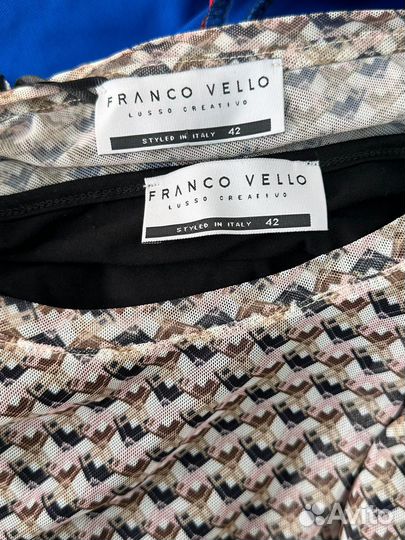 FRANCO VELLO
LUSSO CREATIVO
STYLED IN ITALY 42
FRANCO VELLO
LUSSO CREATIVO
STYLED IN ITALY 42
Avito